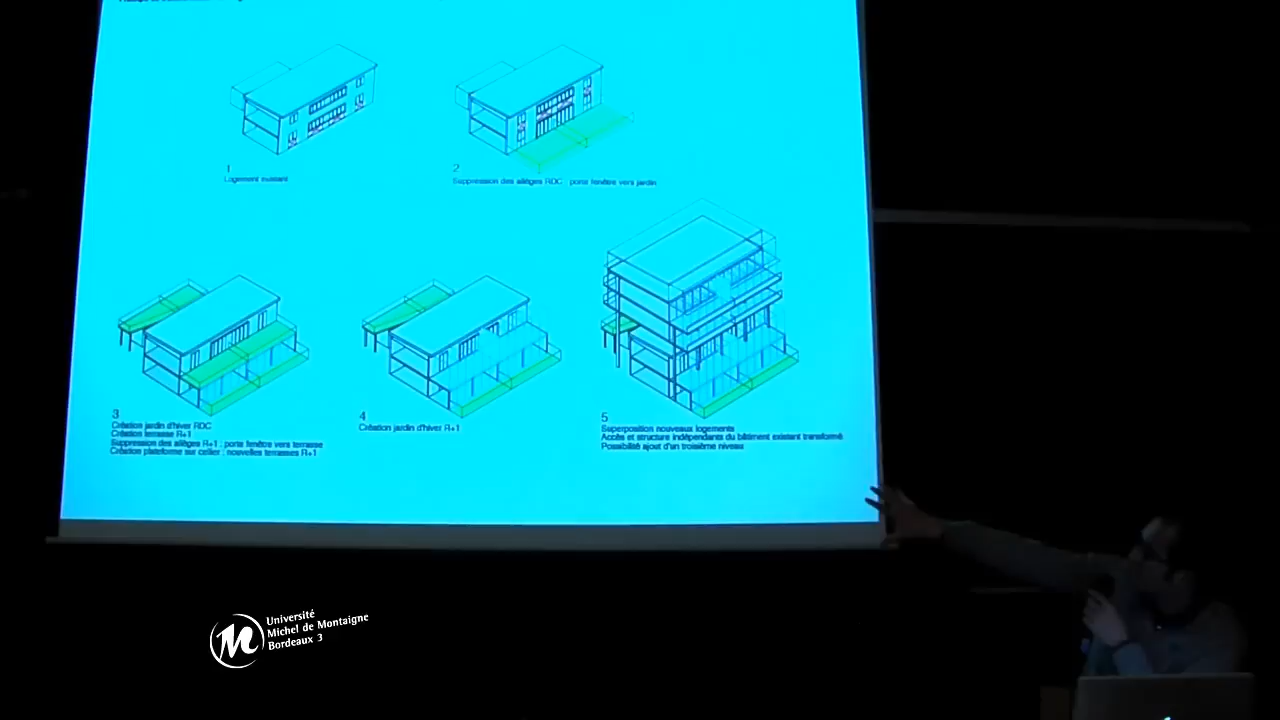 1
Logement existant
2
Suppression des allèges RDC : porte fenêtre vers jardin
3
Création jardin d'hiver RDC
Création terrasse R+1
Suppression des allèges R+1 : porte fenêtre vers terrasse
Création plateforme sur cellier : nouvelles terrasses R+1
4
Création jardin d'hiver R+1
5
Superposition nouveaux logements
Accès et structure indépendants du bâtiment existant transformé
Possibilité ajout d'un troisième niveau
Université
Michel de Montaigne
Bordeaux 3